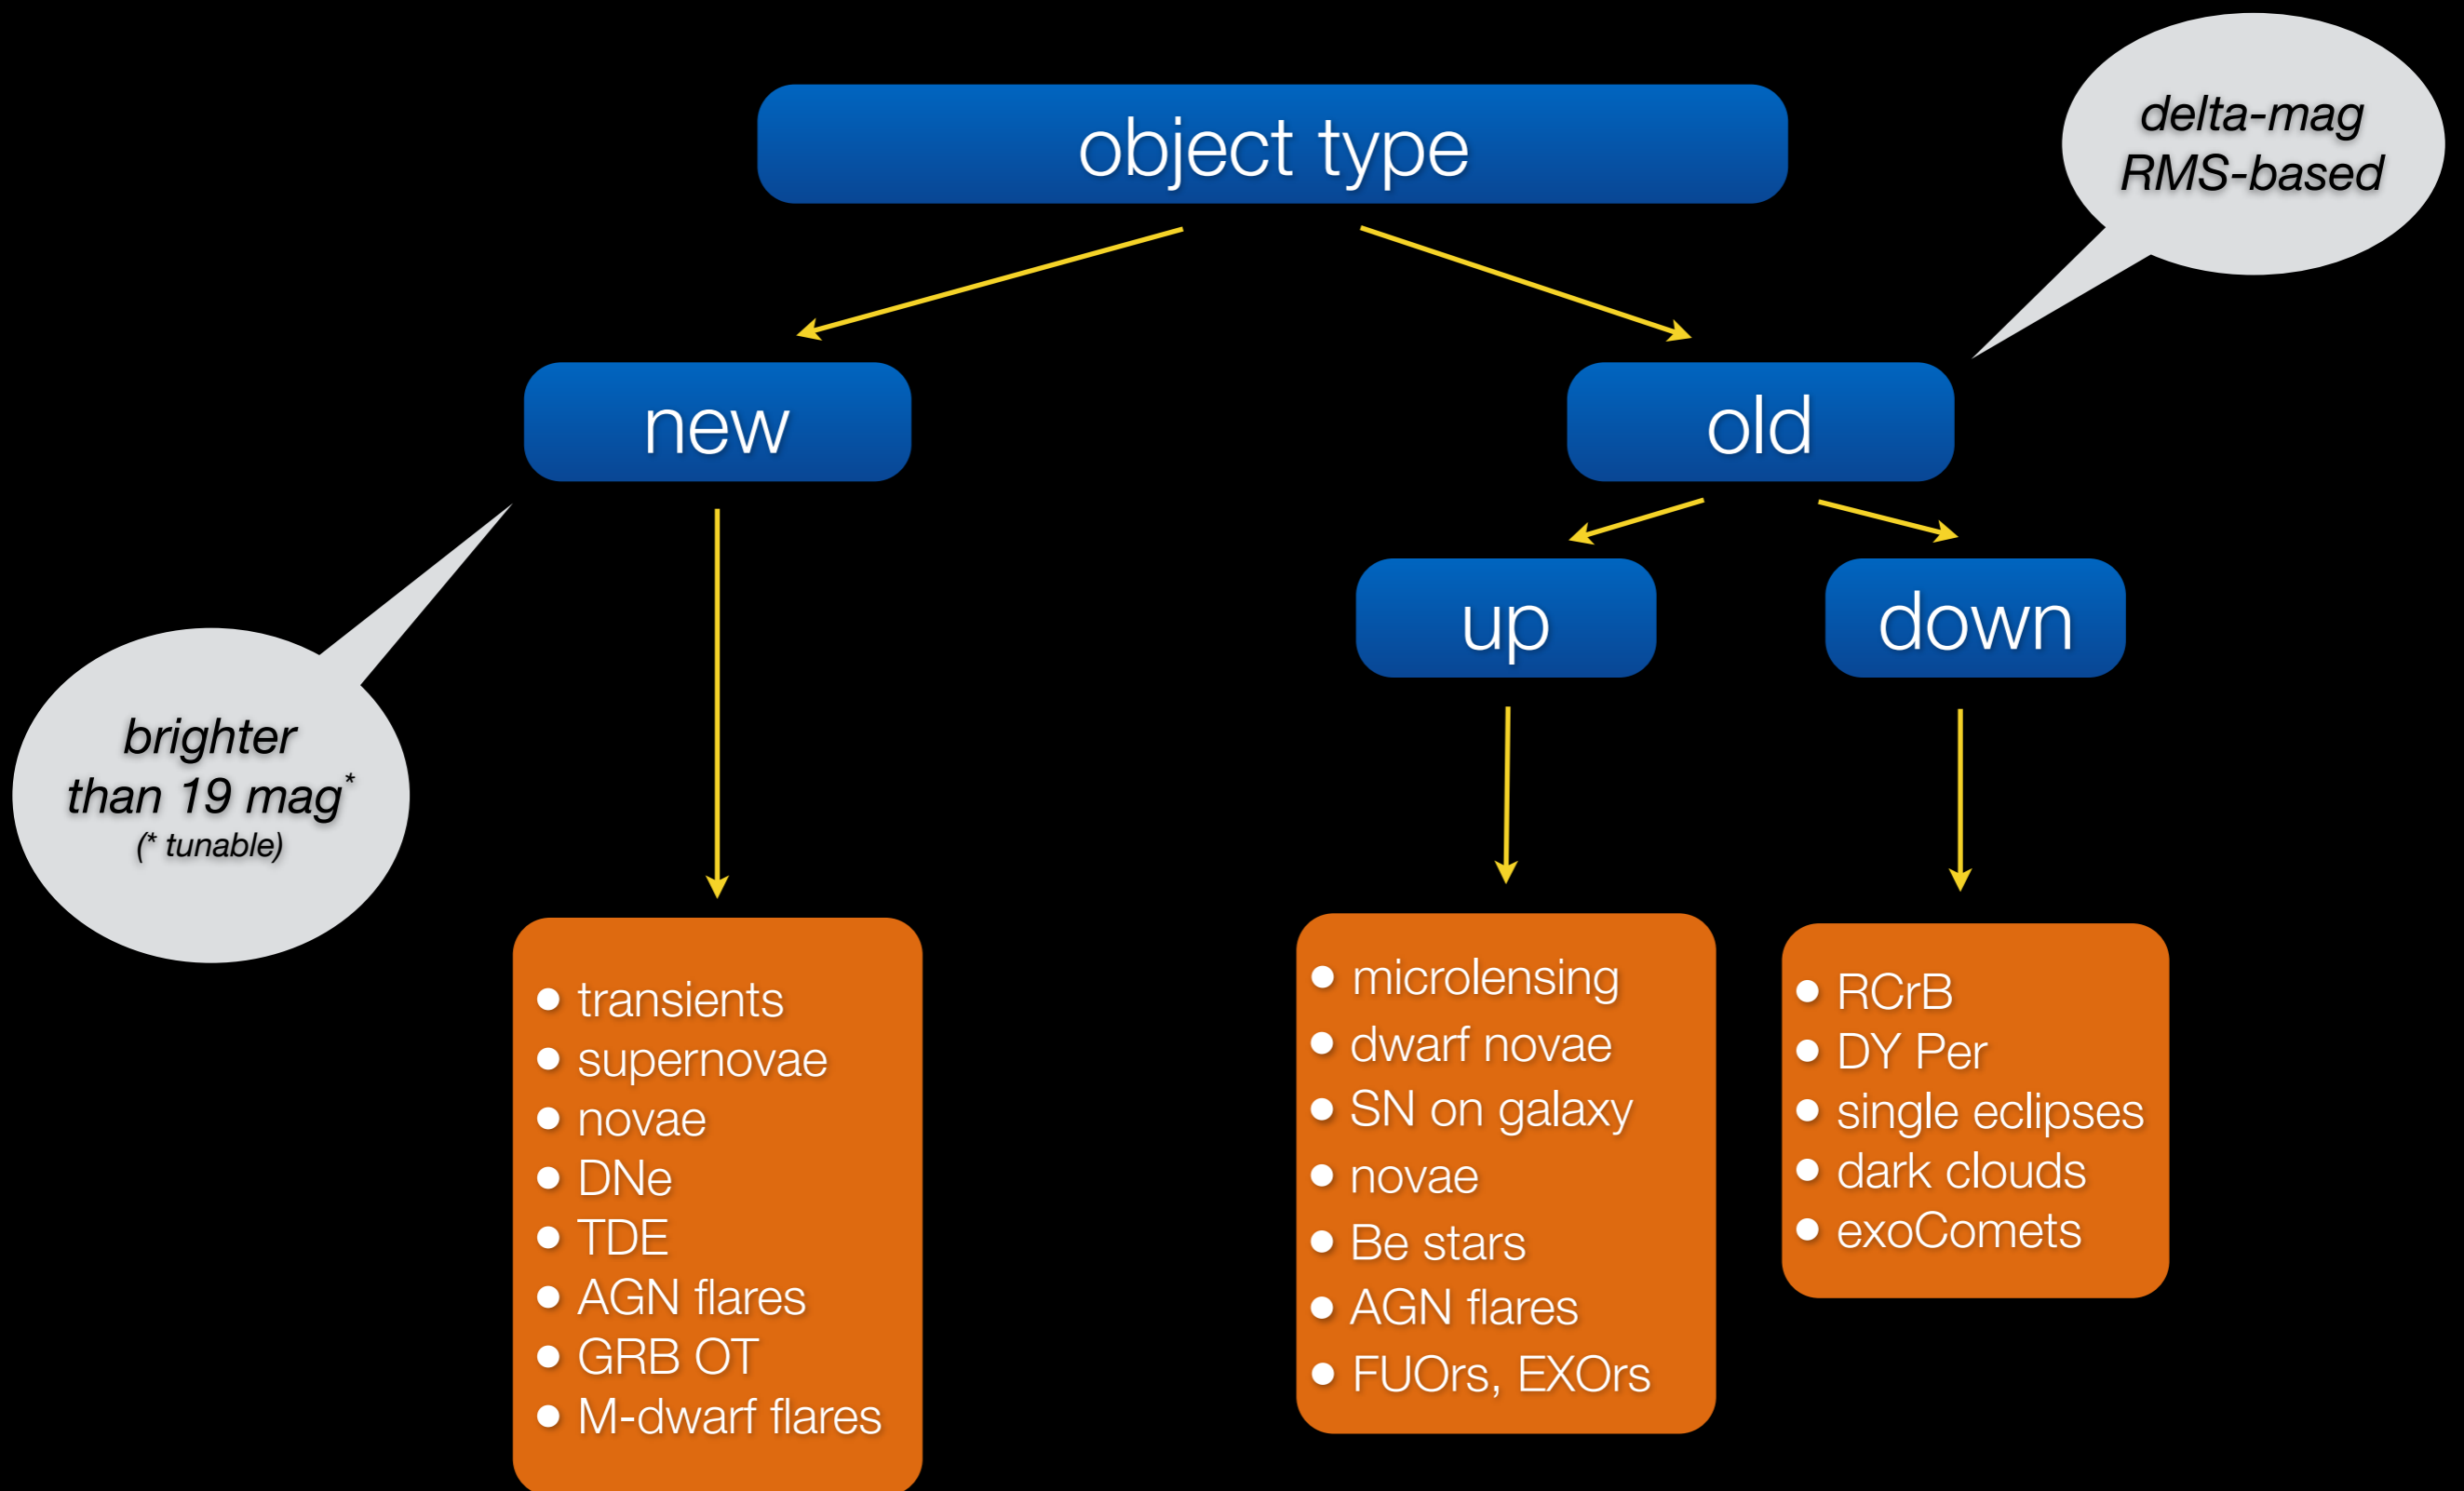 object type
delta-mag
RMS-based
new
old
up
down
brighter
than 19 mag*
(* tunable)
• transients
• supernovae
• novae
• DNe
• TDE
• AGN flares
• GRB OT
• M-dwarf flares
• microlensing
• dwarf novae
• SN on galaxy
• novae
• Be stars
• AGN flares
• FUOrs, EXOrs
• RCrB
• DY Per
• single eclipses
• dark clouds
• exoComets